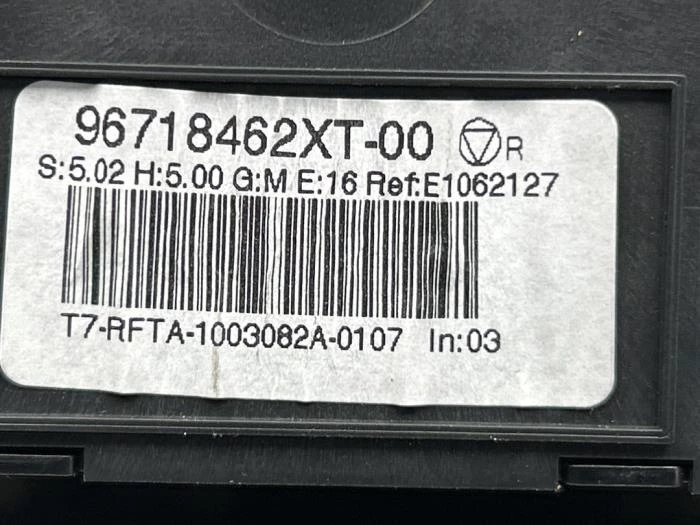 96718462XT-00 R
S:5.02 H:5.00 G:M E:16 Ref:E1062127
T7-RFTA-1003082A-0107 In:03